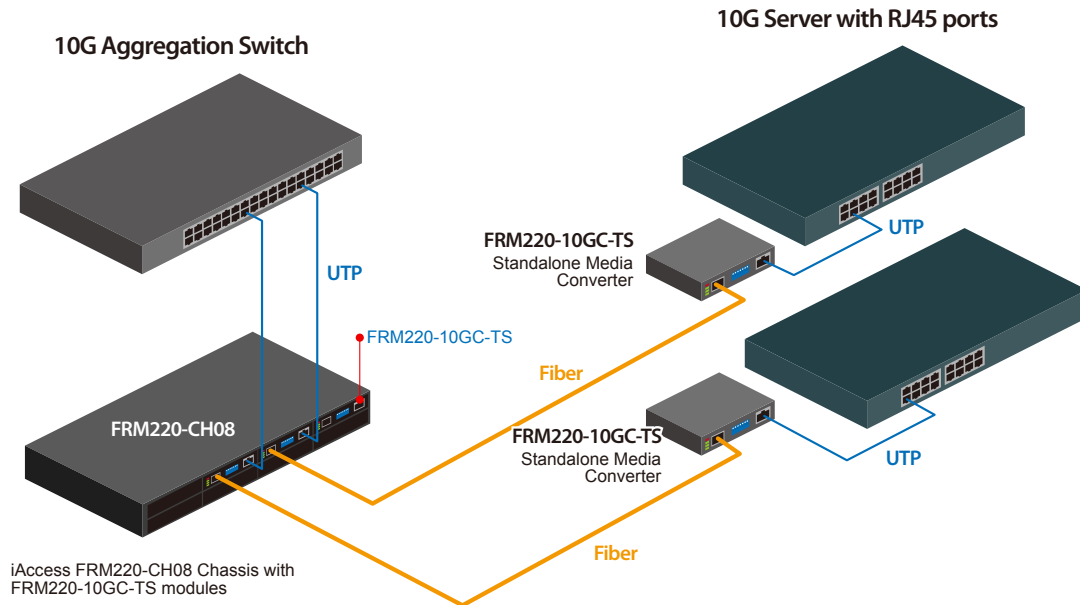 10G Server with RJ45 ports
10G Aggregation Switch
UTP
FRM220-10GC-TS
Standalone Media
Converter
UTP
FRM220-10GC-TS
Fiber
FRM220-CH08
FRM220-10GC-TS
Standalone Media
Converter
UTP
Fiber
iAccess FRM220-CH08 Chassis with
FRM220-10GC-TS modules